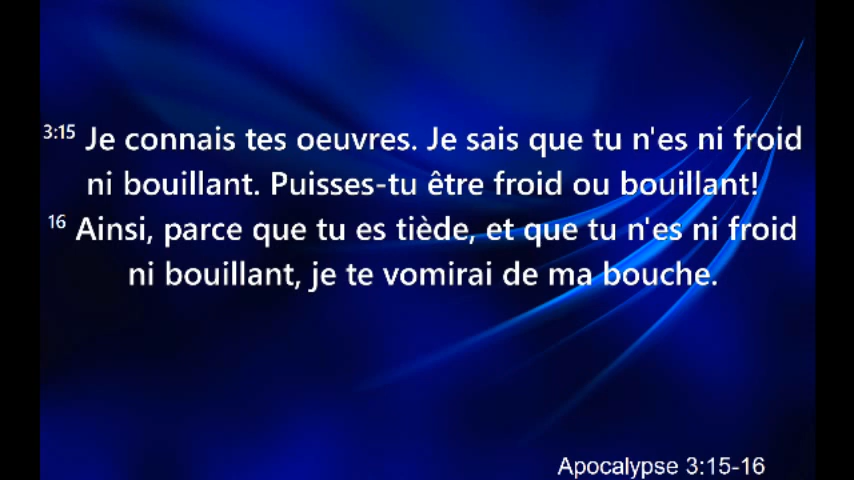 3:15 Je connais tes oeuvres. Je sais que tu n'es ni froid
ni bouillant. Puisses-tu être froid ou bouillant!
16 Ainsi, parce que tu es tiède, et que tu n'es ni froid
ni bouillant, je te vomirai de ma bouche.
Apocalypse 3:15-16